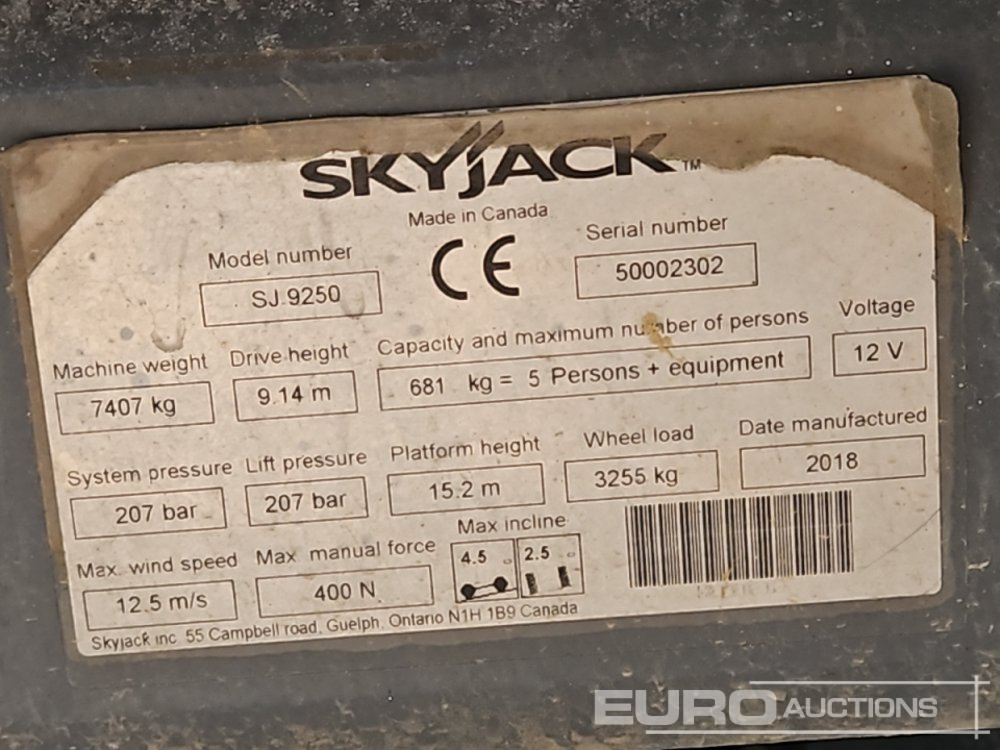 SKYJACK™
Made in Canada
Model number
SJ 9250
CE
Serial number
50002302
Machine weight
7407 kg
Drive height
9.14 m
Capacity and maximum number of persons
681 kg = 5 Persons + equipment
Voltage
12 V
System pressure
207 bar
Lift pressure
207 bar
Platform height
15.2 m
Wheel load
3255 kg
Date manufactured
2018
Max. wind speed
12.5 m/s
Max manual force
400 N
Max incline
4.5° 2.5°
Skyjack inc. 55 Campbell road, Guelph, Ontario N1H 1B9 Canada
EURO AUCTIONS